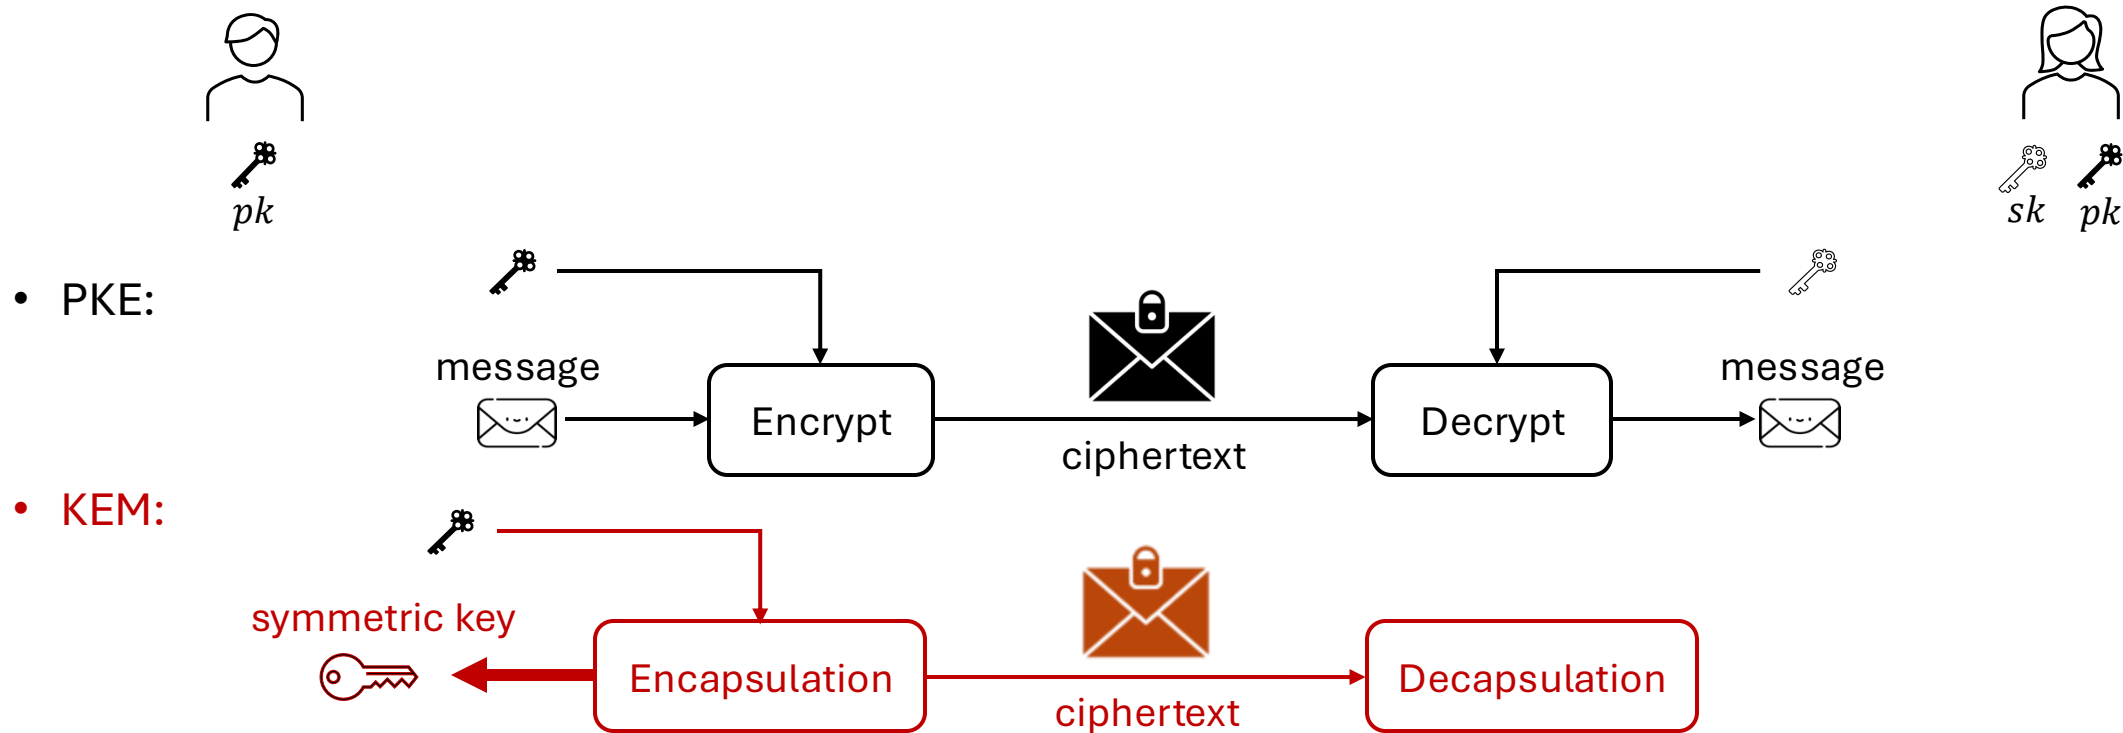 pk
sk pk
• PKE:
message
message
Encrypt
Decrypt
ciphertext
• KEM:
symmetric key
Encapsulation
Decapsulation
ciphertext